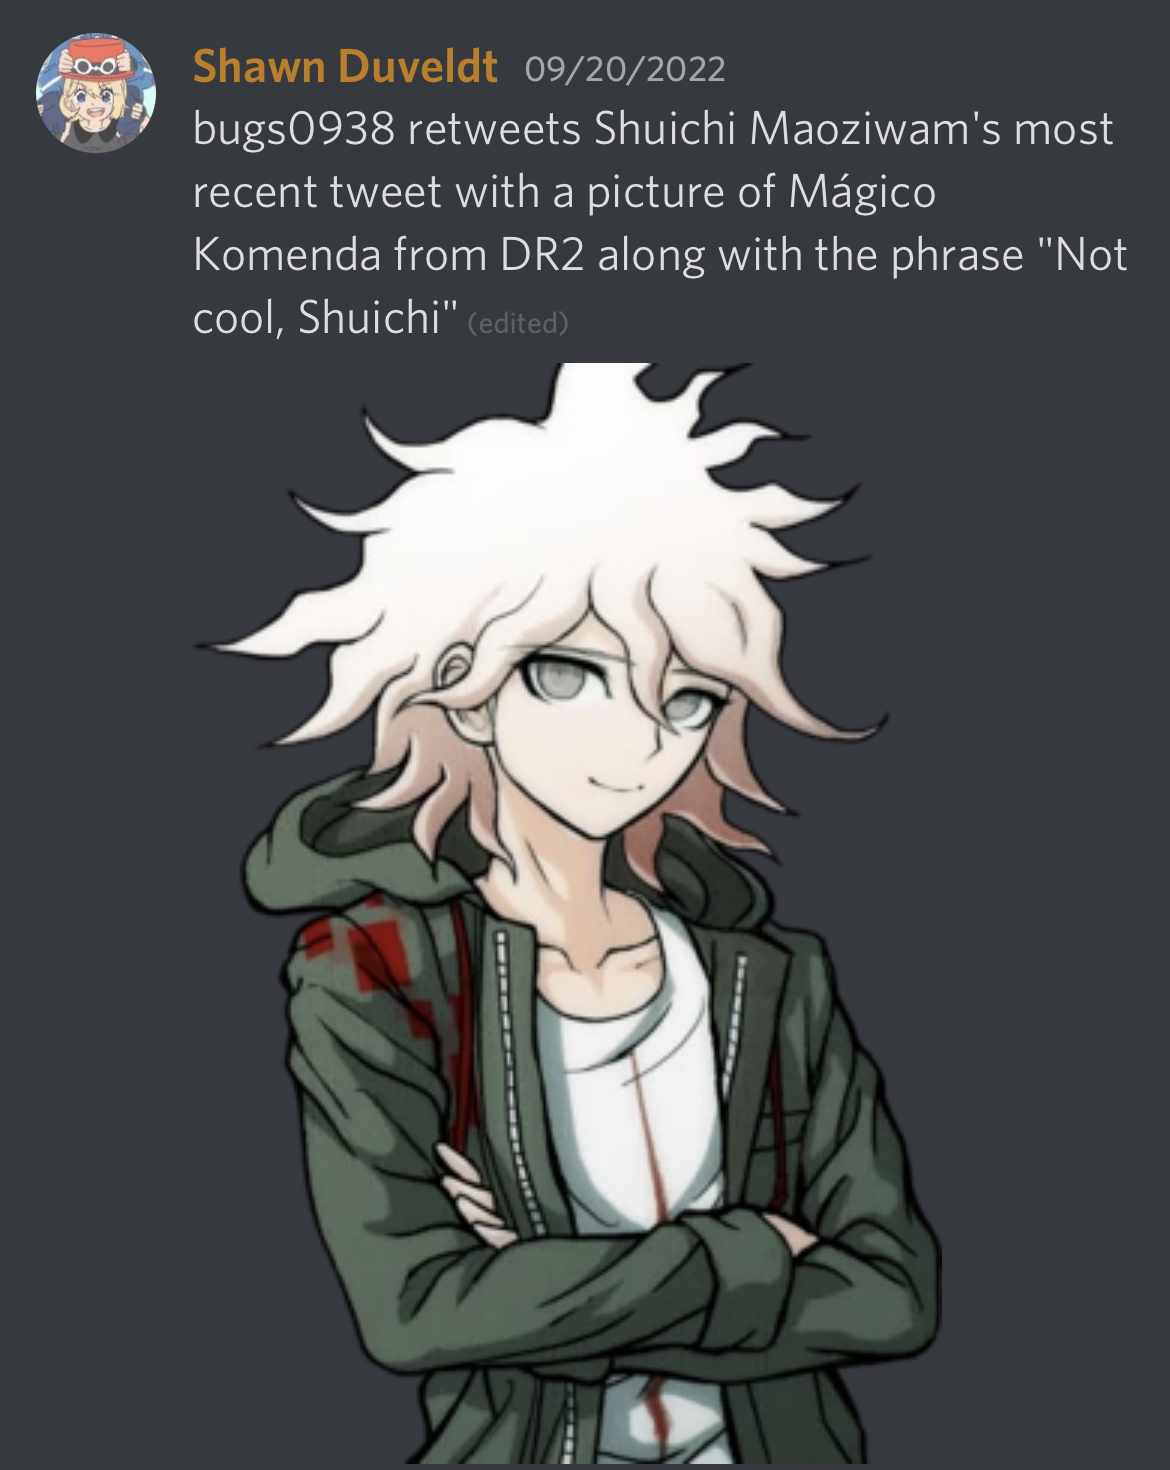 Shawn Duveldt 09/20/2022
bugs0938 retweets Shuichi Maoziwam's most
recent tweet with a picture of Mágico
Komenda from DR2 along with the phrase "Not
cool, Shuichi" (edited)